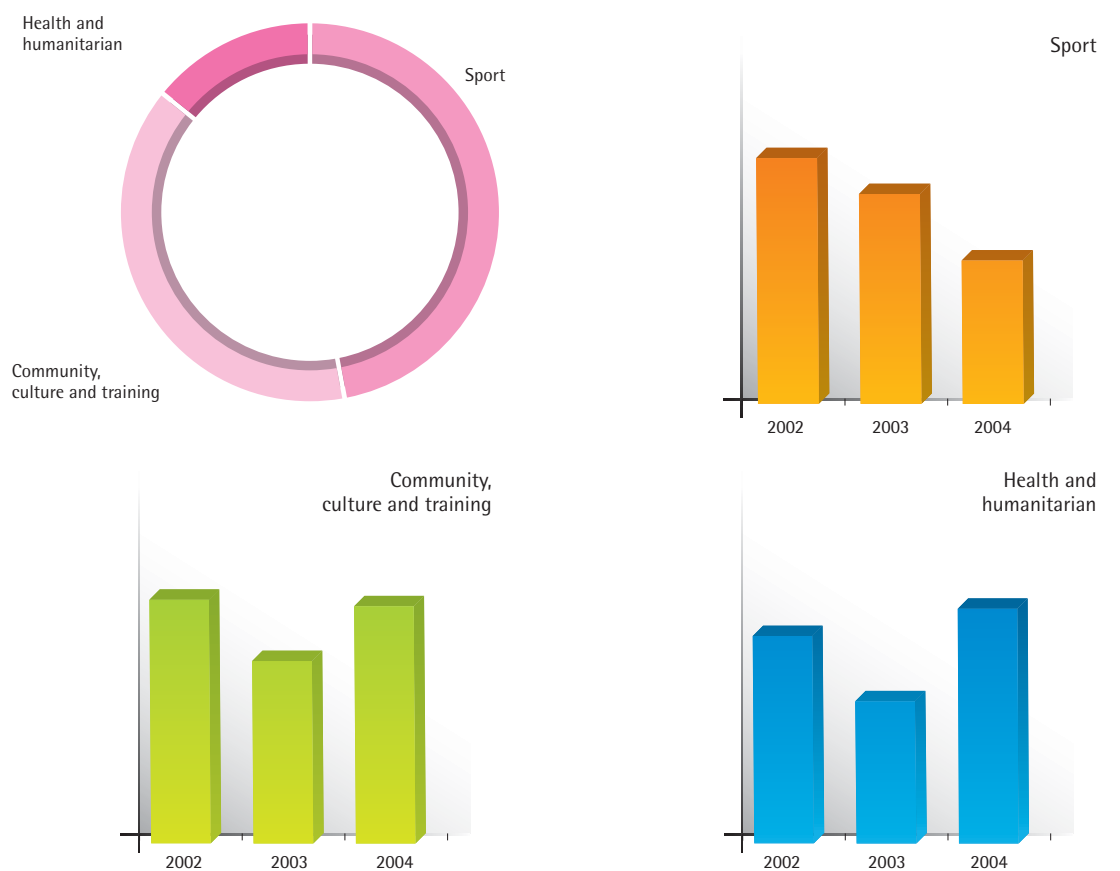 Health and
humanitarian
Sport
Community,
culture and training
Sport
2002
2003
2004
Community,
culture and training
2002
2003
2004
Health and
humanitarian
2002
2003
2004